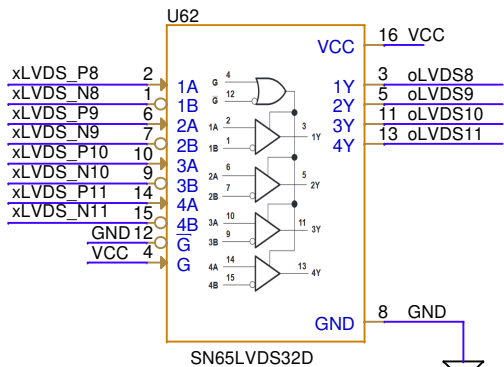 U62
16 VCC
VCC
xLVDS_P8 2 1A
xLVDS_N8 1 1B
xLVDS_P9 6 2A
xLVDS_N9 7 2B
xLVDS_P10 10 3A
xLVDS_N10 9 3B
xLVDS_P11 14 4A
xLVDS_N11 15 4B
GND 12 G
VCC 4 G
G 4
G 12
1A 2
1B 1
3 1Y
2A 6
2B 7
5 2Y
3A 10
3B 9
11 3Y
4A 14
4B 15
13 4Y
1Y 3 oLVDS8
2Y 5 oLVDS9
3Y 11 oLVDS10
4Y 13 oLVDS11
GND 8 GND
SN65LVDS32D